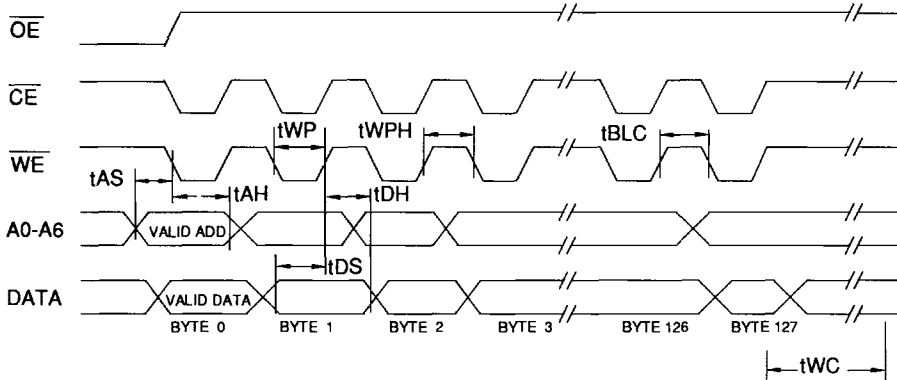 OE
CE
tWP tWPH tBLC
WE
tAS tAH tDH
A0-A6 VALID ADD
tDS
DATA VALID DATA
BYTE 0 BYTE 1 BYTE 2 BYTE 3 BYTE 126 BYTE 127
tWC